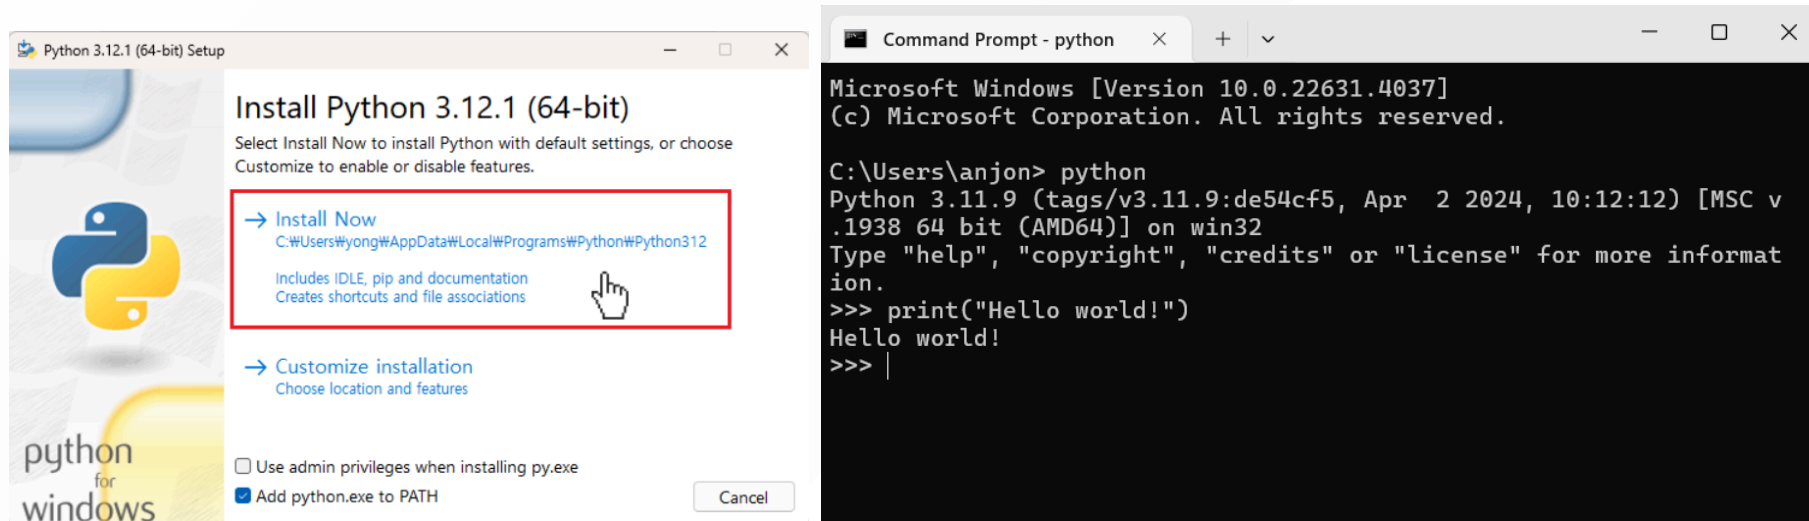 Python 3.12.1 (64-bit) Setup
Install Python 3.12.1 (64-bit)
Select Install Now to install Python with default settings, or choose
Customize to enable or disable features.
→ Install Now
C:₩Users₩yong₩AppData₩Local₩Programs₩Python₩Python312
Includes IDLE, pip and documentation
Creates shortcuts and file associations
→ Customize installation
Choose location and features
python
for
windows
Use admin privileges when installing py.exe
Add python.exe to PATH
Cancel
Command Prompt - python
Microsoft Windows [Version 10.0.22631.4037]
(c) Microsoft Corporation. All rights reserved.
C:\Users\anjon> python
Python 3.11.9 (tags/v3.11.9:de54cf5, Apr  2 2024, 10:12:12) [MSC v
.1938 64 bit (AMD64)] on win32
Type "help", "copyright", "credits" or "license" for more informat
ion.
>>> print("Hello world!")
Hello world!
>>>